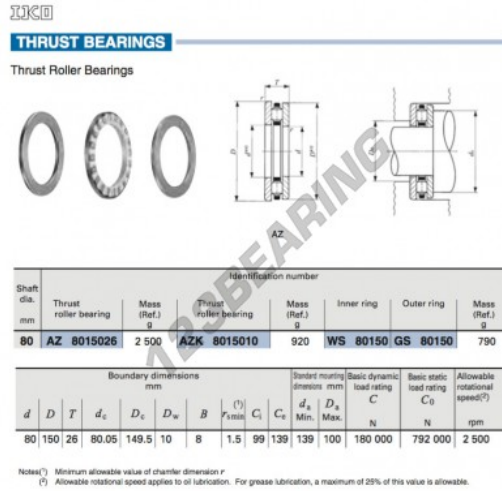 IKO
THRUST BEARINGS
Thrust Roller Bearings
T
r
r
D
d
da
AZ
123BEARING
Identification number
Shaft dia. mm
Thrust roller bearing
Mass (Ref.) g
Thrust roller bearing
Mass (Ref.) g
Inner ring
Outer ring
Mass (Ref.) g
80 AZ 8015026 2 500 AZK 8015010 920 WS 80150 GS 80150 790
Boundary dimensions mm
Standard mounting dimensions mm
Basic dynamic load rating C N
Basic static load rating C0 N
Allowable rotational speed(2) rpm
d D T dc Dc Dw B rs min(1) Ci Ce da Min. Da Max.
80 150 26 80.05 149.5 10 8 1.5 99 139 139 100 180 000 792 000 2 500
Notes(1) Minimum allowable value of chamfer dimension r
(2) Allowable rotational speed applies to oil lubrication. For grease lubrication, a maximum of 25% of this value is allowable.